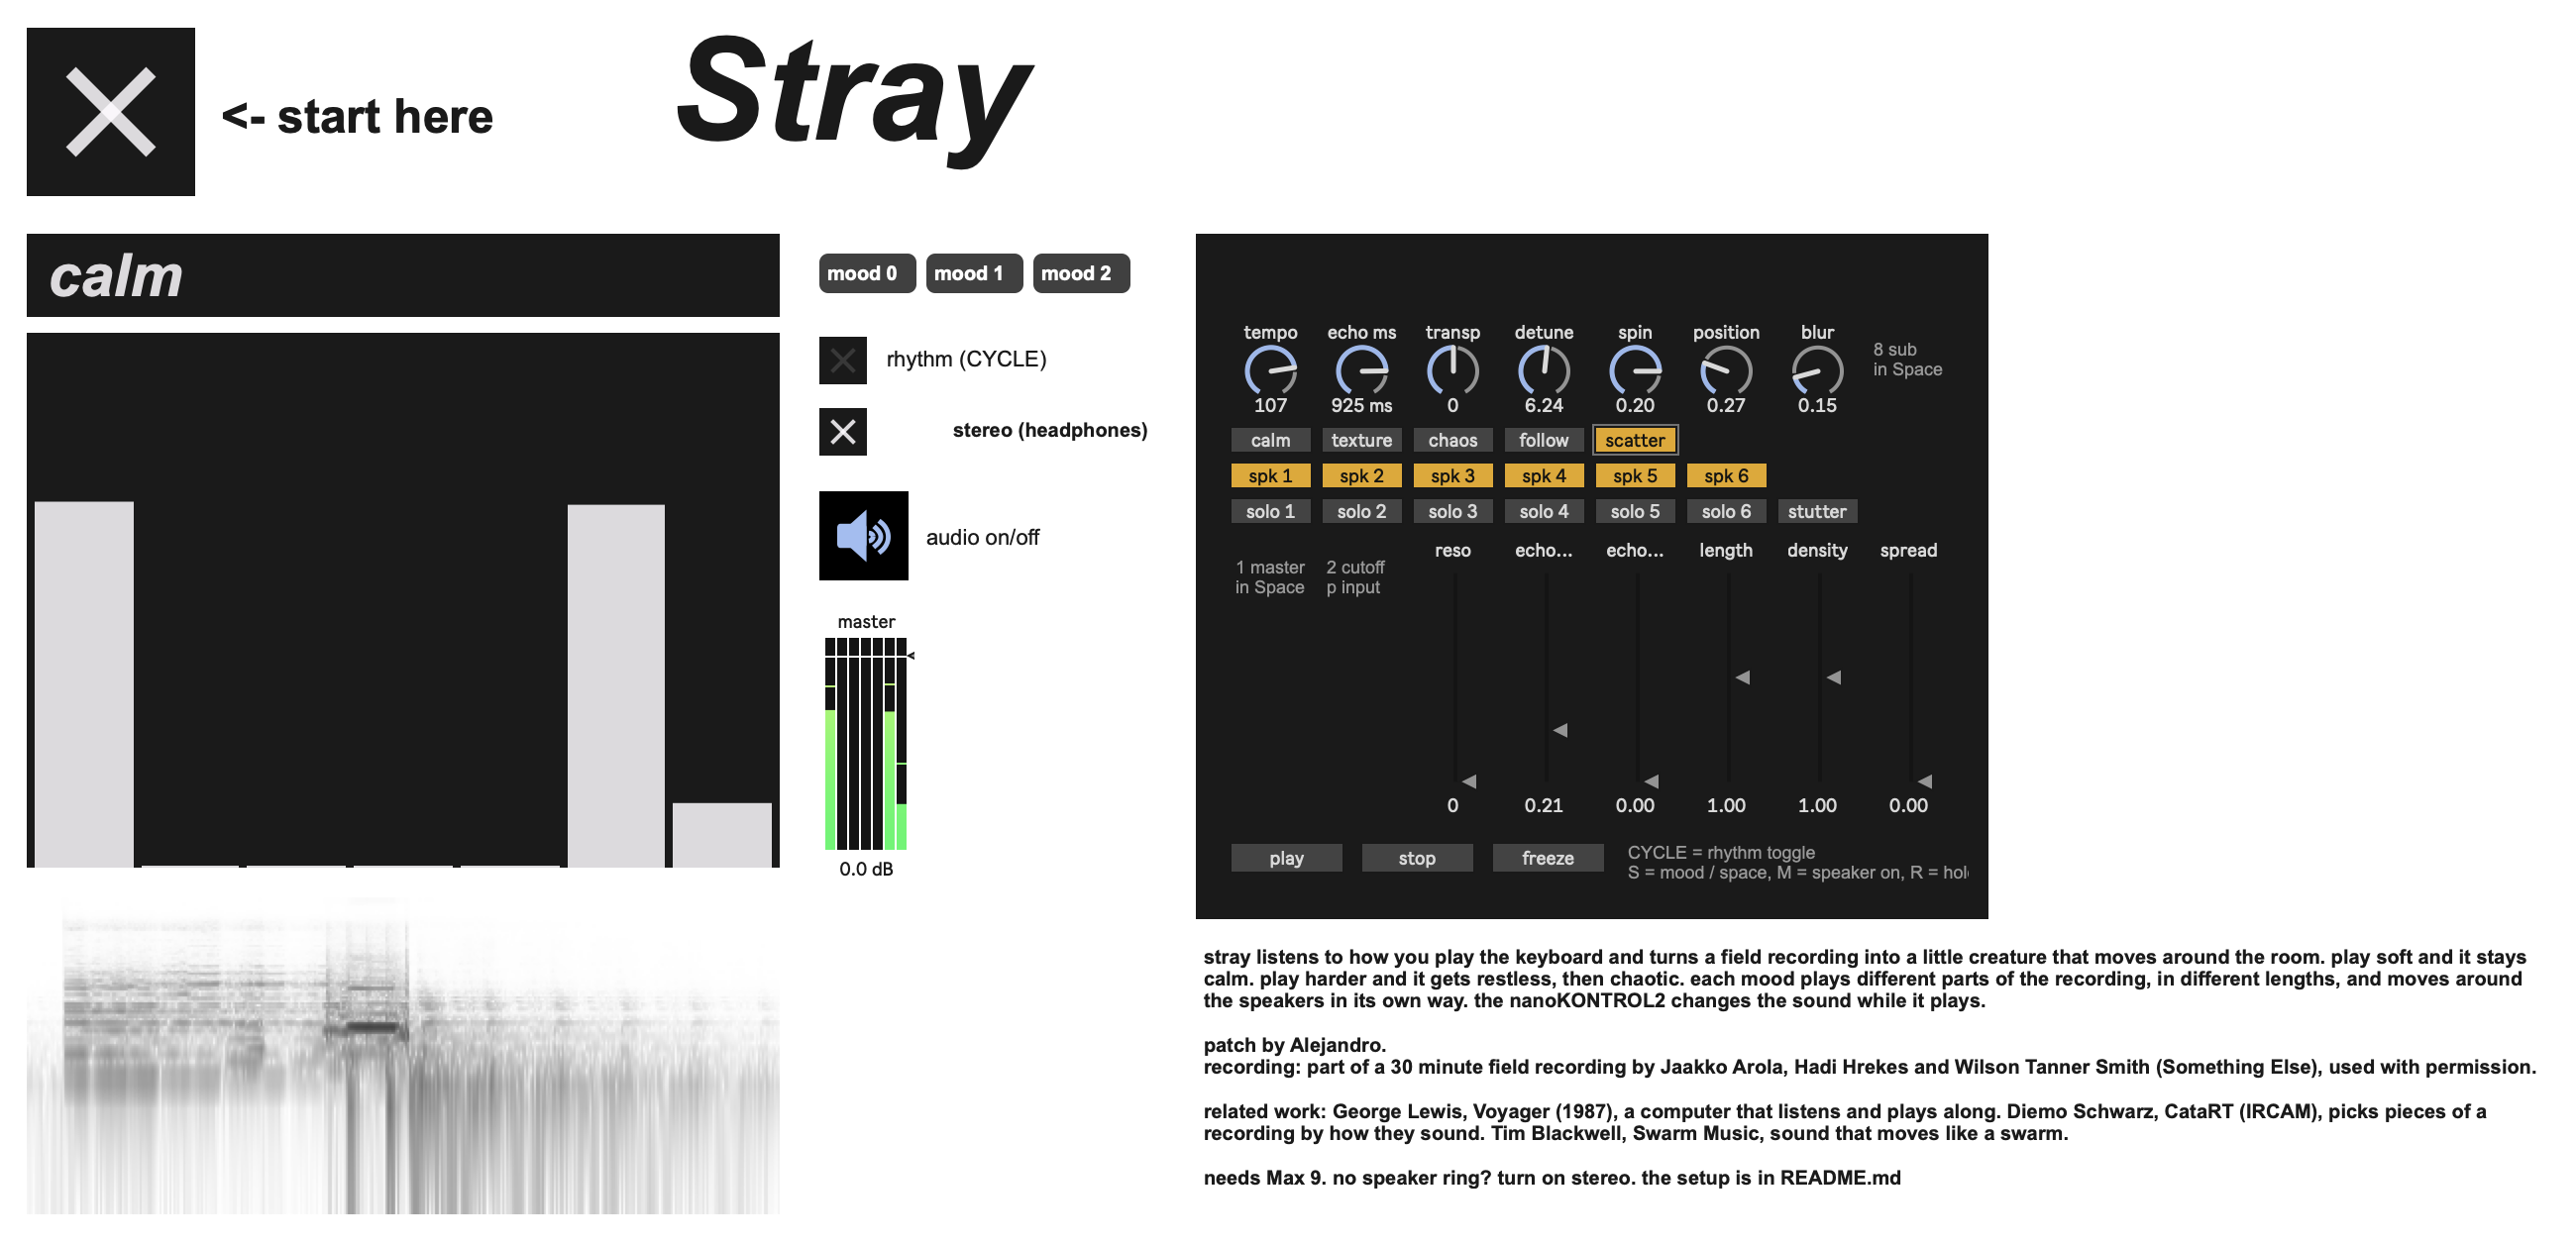 <- start here
Stray
calm
mood 0
mood 1
mood 2
rhythm (CYCLE)
stereo (headphones)
audio on/off
master
0.0 dB
tempo
echo ms
transp
detune
spin
position
blur
8 sub
in Space
107
925 ms
0
6.24
0.20
0.27
0.15
calm
texture
chaos
follow
scatter
spk 1
spk 2
spk 3
spk 4
spk 5
spk 6
solo 1
solo 2
solo 3
solo 4
solo 5
solo 6
stutter
1 master
in Space
2 cutoff
p input
reso
echo...
echo...
length
density
spread
0
0.21
0.00
1.00
1.00
0.00
play
stop
freeze
CYCLE = rhythm toggle
S = mood / space, M = speaker on, R = hol
stray listens to how you play the keyboard and turns a field recording into a little creature that moves around the room. play soft and it stays
calm. play harder and it gets restless, then chaotic. each mood plays different parts of the recording, in different lengths, and moves around
the speakers in its own way. the nanoKONTROL2 changes the sound while it plays.
patch by Alejandro.
recording: part of a 30 minute field recording by Jaakko Arola, Hadi Hrekes and Wilson Tanner Smith (Something Else), used with permission.
related work: George Lewis, Voyager (1987), a computer that listens and plays along. Diemo Schwarz, CataRT (IRCAM), picks pieces of a
recording by how they sound. Tim Blackwell, Swarm Music, sound that moves like a swarm.
needs Max 9. no speaker ring? turn on stereo. the setup is in README.md